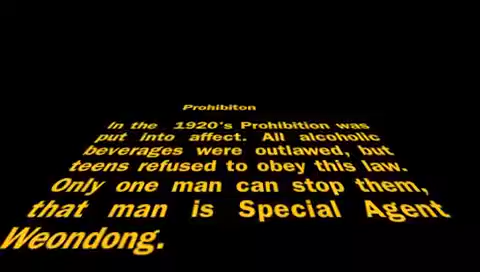 Prohibiton
In the 1920's Prohibition was
put into affect. All alcoholic
beverages were outlawed, but
teens refused to obey this law.
Only one man can stop them,
that man is Special Agent
Weondong.